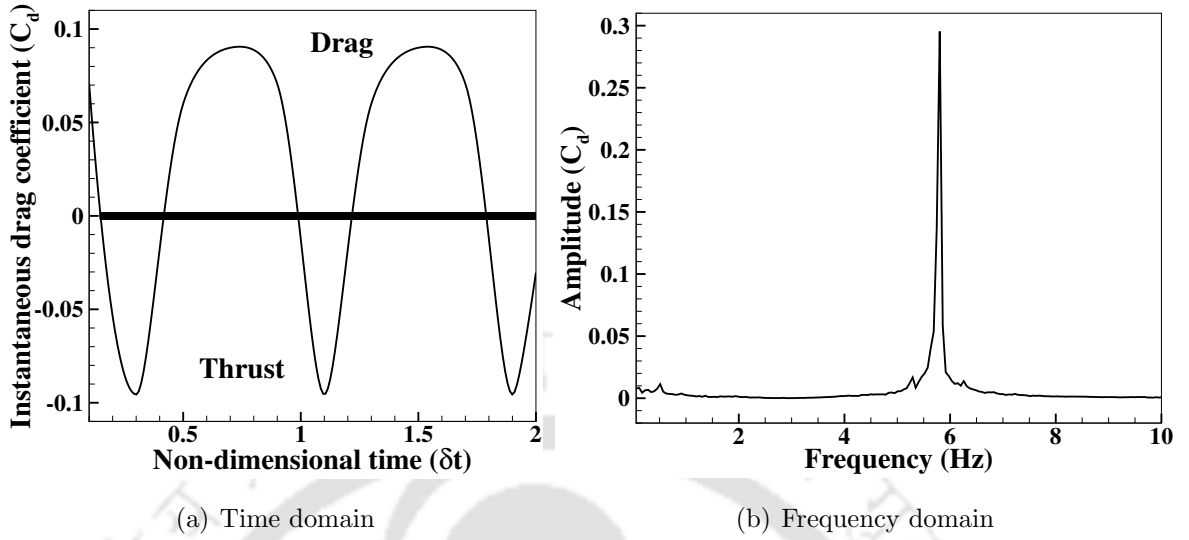 Instantaneous drag coefficient (C_d)
0.1
0.05
0
-0.05
-0.1
Drag
Thrust
0.5
1
1.5
2
Non-dimensional time (δt)
(a) Time domain
Amplitude (C_d)
0.3
0.25
0.2
0.15
0.1
0.05
0
2
4
6
8
10
Frequency (Hz)
(b) Frequency domain